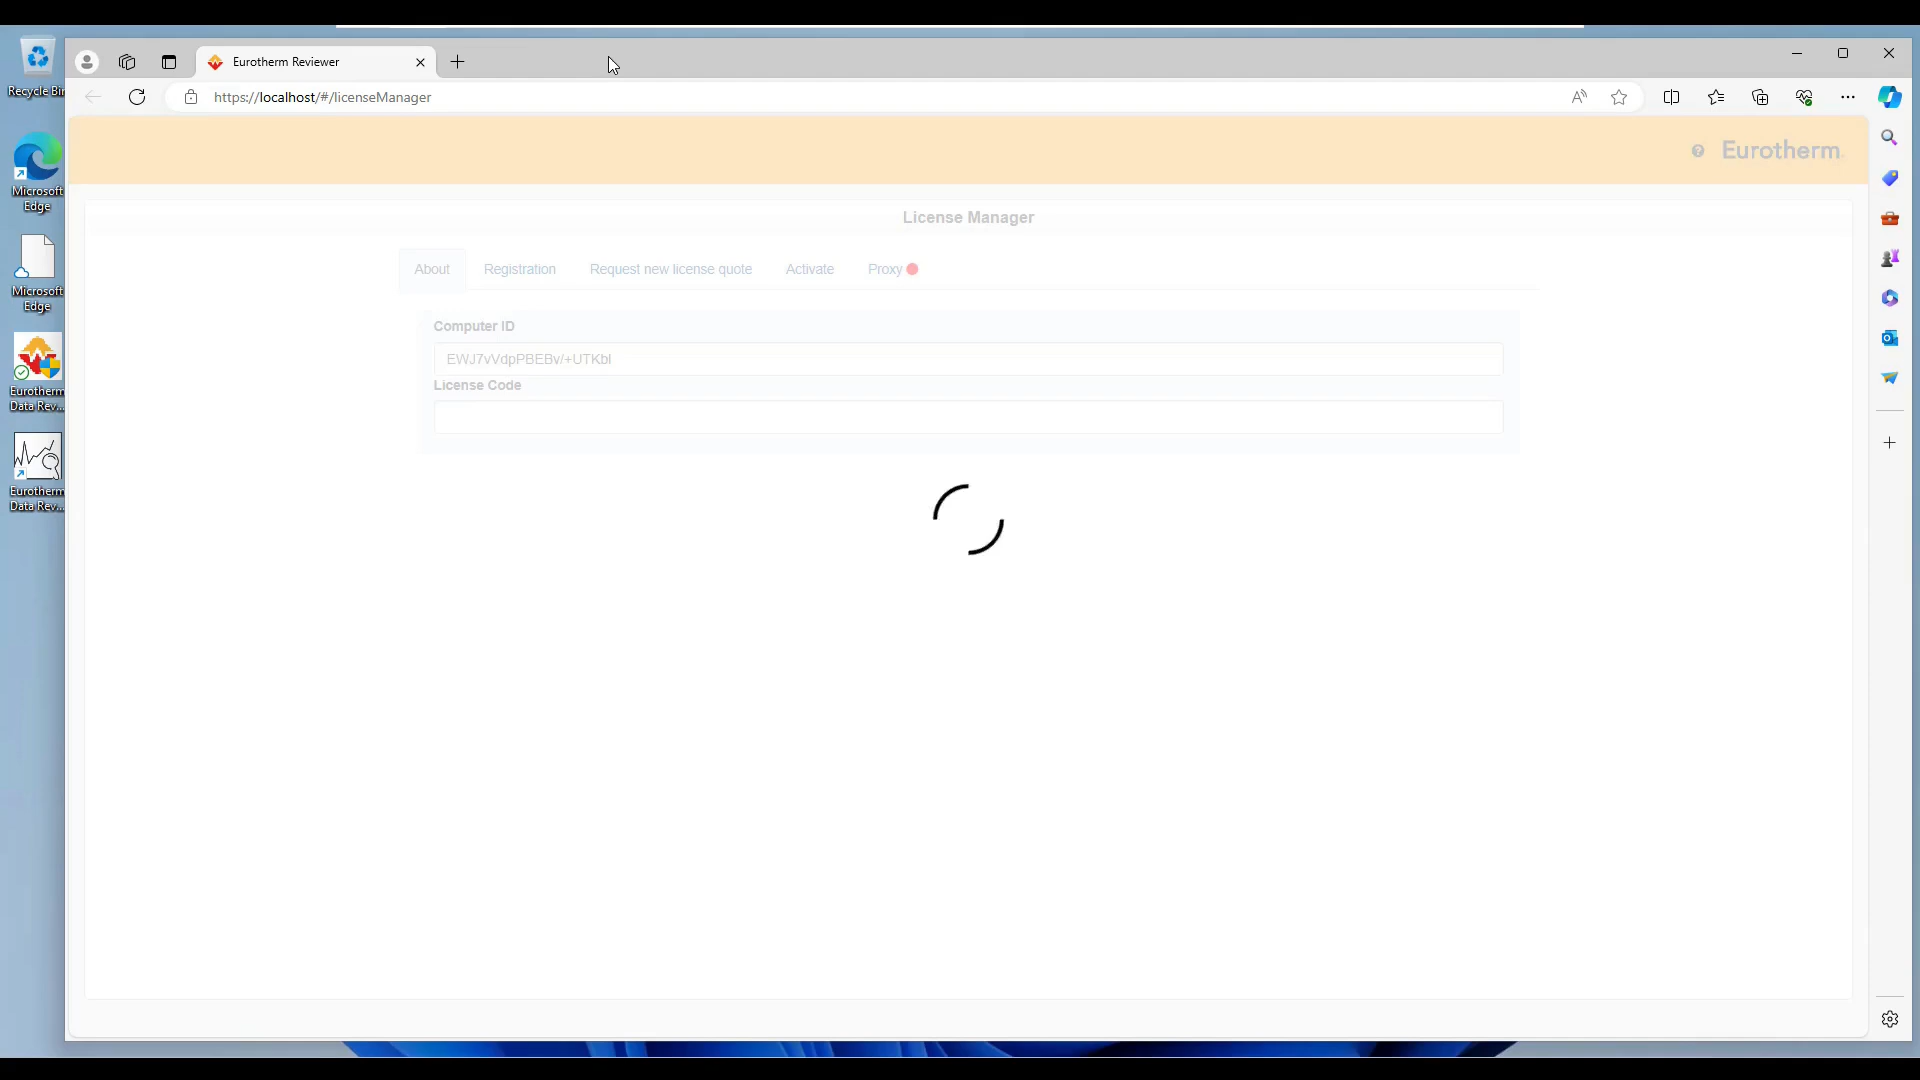 Recycle Bin
Microsoft
Edge
Microsoft
Edge
Eurotherm
Data Rev...
Eurotherm
Data Rev...
Eurotherm Reviewer
https://localhost/#/licenseManager
Eurotherm
License Manager
About
Registration
Request new license quote
Activate
Proxy
Computer ID
EWJ7vVdpPBEBv/+UTKbI
License Code